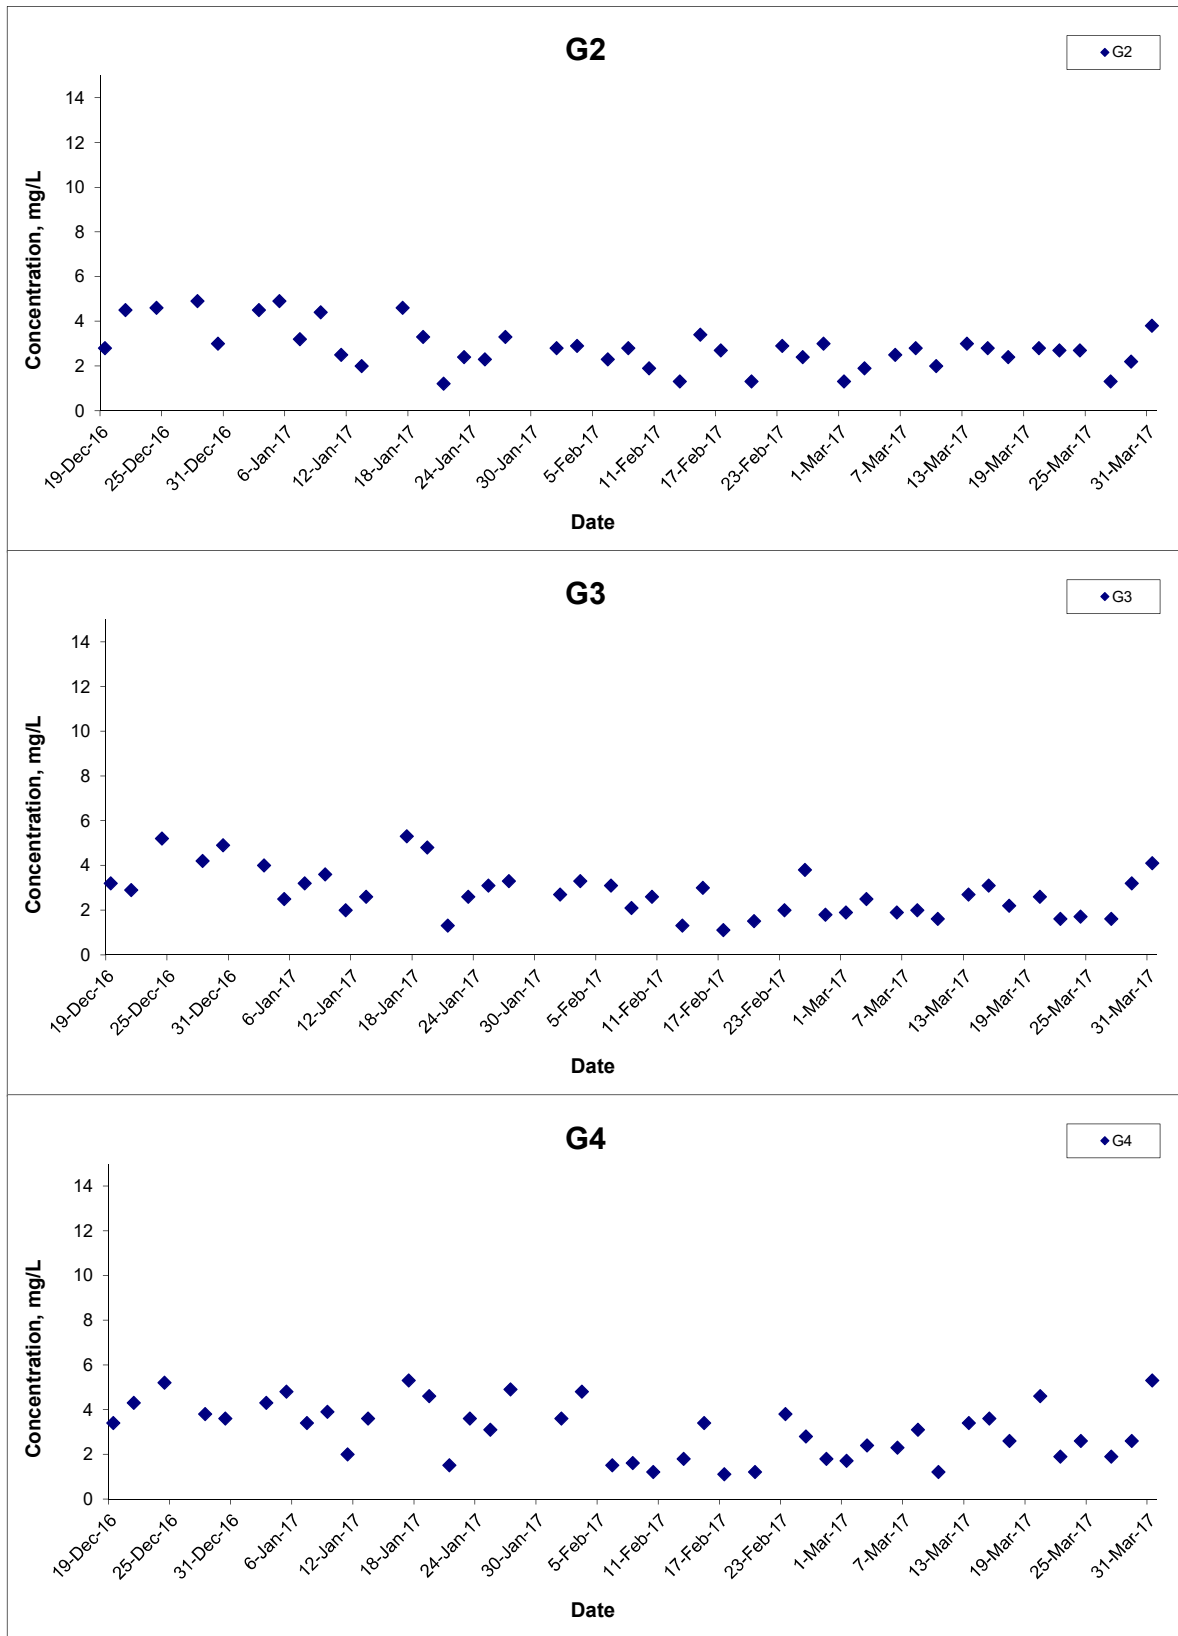 G2
G2
14
12
10
8
6
4
2
0
Concentration, mg/L
19-Dec-16
25-Dec-16
31-Dec-16
6-Jan-17
12-Jan-17
18-Jan-17
24-Jan-17
30-Jan-17
5-Feb-17
11-Feb-17
17-Feb-17
23-Feb-17
1-Mar-17
7-Mar-17
13-Mar-17
19-Mar-17
25-Mar-17
31-Mar-17
Date
G3
G3
14
12
10
8
6
4
2
0
Concentration, mg/L
19-Dec-16
25-Dec-16
31-Dec-16
6-Jan-17
12-Jan-17
18-Jan-17
24-Jan-17
30-Jan-17
5-Feb-17
11-Feb-17
17-Feb-17
23-Feb-17
1-Mar-17
7-Mar-17
13-Mar-17
19-Mar-17
25-Mar-17
31-Mar-17
Date
G4
G4
14
12
10
8
6
4
2
0
Concentration, mg/L
19-Dec-16
25-Dec-16
31-Dec-16
6-Jan-17
12-Jan-17
18-Jan-17
24-Jan-17
30-Jan-17
5-Feb-17
11-Feb-17
17-Feb-17
23-Feb-17
1-Mar-17
7-Mar-17
13-Mar-17
19-Mar-17
25-Mar-17
31-Mar-17
Date